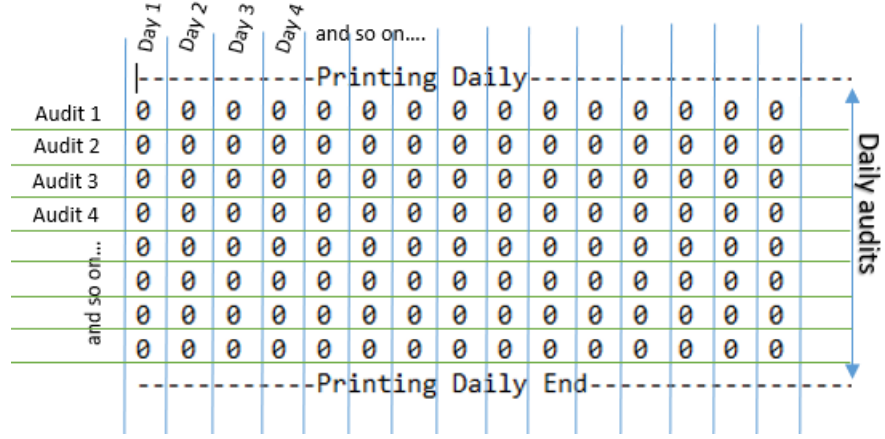 Day 1 Day 2 Day 3 Day 4 and so on....
------------Printing Daily---------------------
Audit 1 0 0 0 0 0 0 0 0 0 0 0 0 0 0 0
Audit 2 0 0 0 0 0 0 0 0 0 0 0 0 0 0 0
Audit 3 0 0 0 0 0 0 0 0 0 0 0 0 0 0 0
Audit 4 0 0 0 0 0 0 0 0 0 0 0 0 0 0 0
0 0 0 0 0 0 0 0 0 0 0 0 0 0 0
0 0 0 0 0 0 0 0 0 0 0 0 0 0 0
0 0 0 0 0 0 0 0 0 0 0 0 0 0 0
0 0 0 0 0 0 0 0 0 0 0 0 0 0 0
and so on...
------------Printing Daily End-----------------
Daily audits